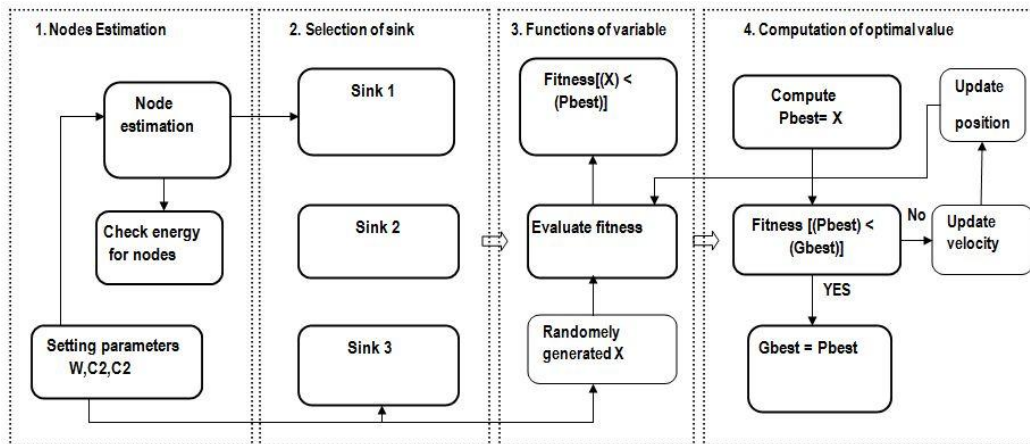 1. Nodes Estimation
Node
estimation
Check energy
for nodes
Setting parameters
W,C2,C2
2. Selection of sink
Sink 1
Sink 2
Sink 3
3. Functions of variable
Fitness[(X) <
(Pbest)]
Evaluate fitness
Randomely
generated X
4. Computation of optimal value
Compute
Pbest= X
Update
position
Fitness [(Pbest) <
(Gbest)]
No
Update
velocity
YES
Gbest = Pbest